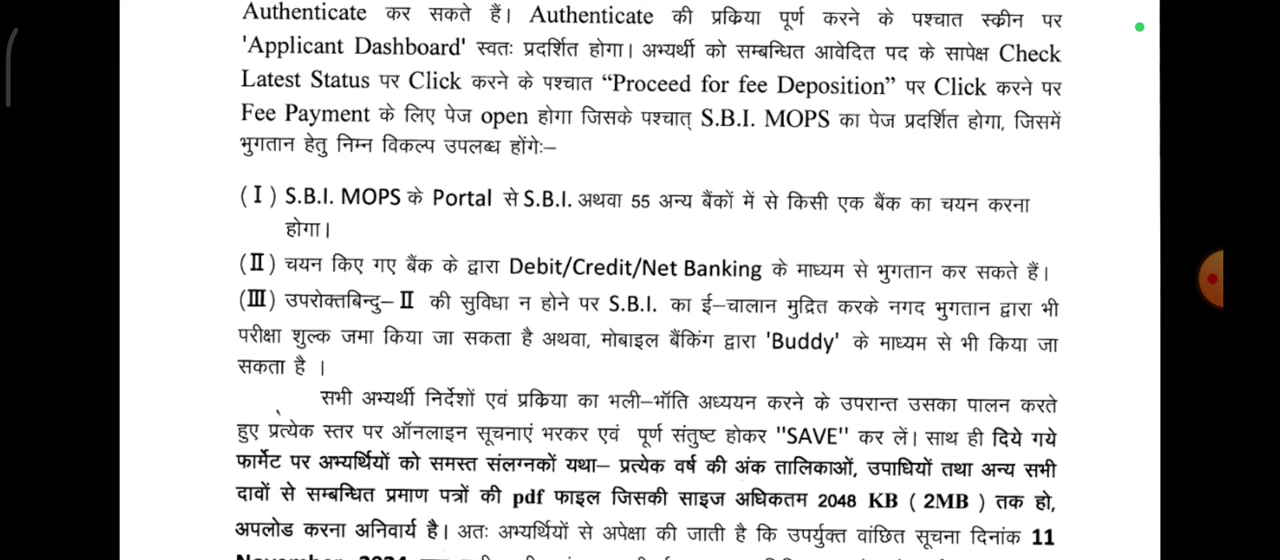 Authenticate कर सकते हैं। Authenticate की प्रक्रिया पूर्ण करने के पश्चात स्क्रीन पर
'Applicant Dashboard' स्वतः प्रदर्शित होगा। अभ्यर्थी को सम्बन्धित आवेदित पद के सापेक्ष Check
Latest Status पर Click करने के पश्चात “Proceed for fee Deposition” पर Click करने पर
Fee Payment के लिए पेज open होगा जिसके पश्चात् S.B.I. MOPS का पेज प्रदर्शित होगा, जिसमें
भुगतान हेतु निम्न विकल्प उपलब्ध होंगेः–
(I) S.B.I. MOPS के Portal से S.B.I. अथवा 55 अन्य बैंकों में से किसी एक बैंक का चयन करना
होगा।
(II) चयन किए गए बैंक के द्वारा Debit/Credit/Net Banking के माध्यम से भुगतान कर सकते हैं।
(III) उपरोक्तबिन्दु–II की सुविधा न होने पर S.B.I. का ई–चालान मुद्रित करके नगद भुगतान द्वारा भी
परीक्षा शुल्क जमा किया जा सकता है अथवा, मोबाइल बैंकिंग द्वारा 'Buddy' के माध्यम से भी किया जा
सकता है ।
सभी अभ्यर्थी निर्देशों एवं प्रक्रिया का भली–भॉति अध्ययन करने के उपरान्त उसका पालन करते
हुए प्रत्येक स्तर पर ऑनलाइन सूचनाएं भरकर एवं पूर्ण संतुष्ट होकर "SAVE" कर लें। साथ ही दिये गये
फार्मेट पर अभ्यर्थियों को समस्त संलग्नकों यथा– प्रत्येक वर्ष की अंक तालिकाओं, उपाधियों तथा अन्य सभी
दावों से सम्बन्धित प्रमाण पत्रों की pdf फाइल जिसकी साइज अधिकतम 2048 KB ( 2MB ) तक हो,
अपलोड करना अनिवार्य है। अतः अभ्यर्थियों से अपेक्षा की जाती है कि उपर्युक्त वांछित सूचना दिनांक 11
November, 2024